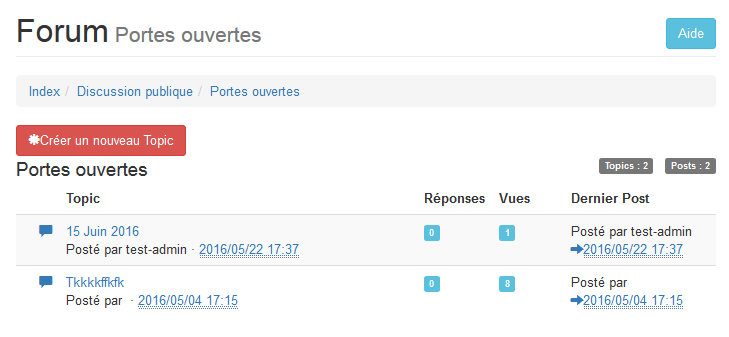 Forum Portes ouvertes
Aide
Index / Discussion publique / Portes ouvertes
Créer un nouveau Topic
Portes ouvertes
Topics : 2 Posts : 2
Topic Réponses Vues Dernier Post
15 Juin 2016 0 1 Posté par test-admin
Posté par test-admin · 2016/05/22 17:37 2016/05/22 17:37
Tkkkkffkfk 0 8 Posté par
Posté par · 2016/05/04 17:15 2016/05/04 17:15